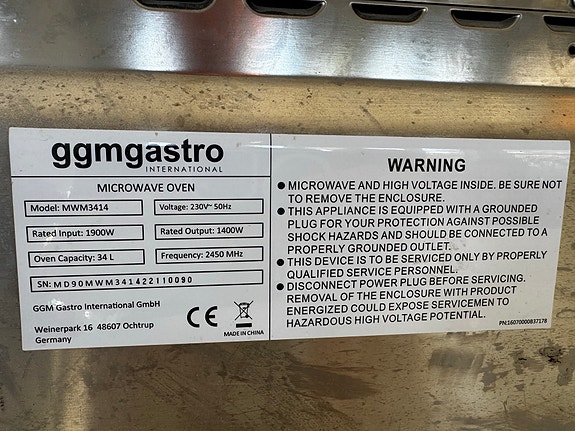 ggmgastro
INTERNATIONAL
MICROWAVE OVEN
Model: MWM3414
Voltage: 230V~ 50Hz
Rated Input: 1900W
Rated Output: 1400W
Oven Capacity: 34 L
Frequency: 2450 MHz
SN: MD90MWM341422110090
GGM Gastro International GmbH
Weinerpark 16 48607 Ochtrup
Germany
CE
MADE IN CHINA
WARNING
● MICROWAVE AND HIGH VOLTAGE INSIDE. BE SURE NOT
TO REMOVE THE ENCLOSURE.
● THIS APPLIANCE IS EQUIPPED WITH A GROUNDED
PLUG FOR YOUR PROTECTION AGAINST POSSIBLE
SHOCK HAZARDS AND SHOULD BE CONNECTED TO A
PROPERLY GROUNDED OUTLET.
● THIS DEVICE IS TO BE SERVICED ONLY BY PROPERLY
QUALIFIED SERVICE PERSONNEL.
● DISCONNECT POWER PLUG BEFORE SERVICING.
REMOVAL OF THE ENCLOSURE WITH PRODUCT
ENERGIZED COULD EXPOSE SERVICEMEN TO
HAZARDOUS HIGH VOLTAGE POTENTIAL.
PN:16070000B37178